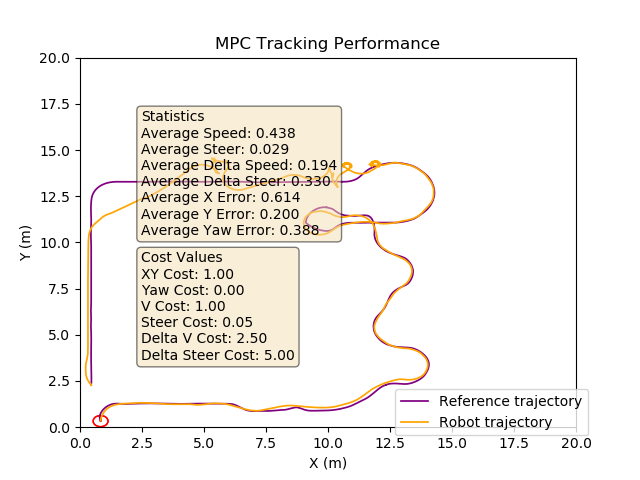 MPC Tracking Performance
20.0
17.5
15.0
12.5
10.0
7.5
5.0
2.5
0.0
Y (m)
Statistics
Average Speed: 0.438
Average Steer: 0.029
Average Delta Speed: 0.194
Average Delta Steer: 0.330
Average X Error: 0.614
Average Y Error: 0.200
Average Yaw Error: 0.388
Cost Values
XY Cost: 1.00
Yaw Cost: 0.00
V Cost: 1.00
Steer Cost: 0.05
Delta V Cost: 2.50
Delta Steer Cost: 5.00
Reference trajectory
Robot trajectory
0.0 2.5 5.0 7.5 10.0 12.5 15.0 17.5 20.0
X (m)